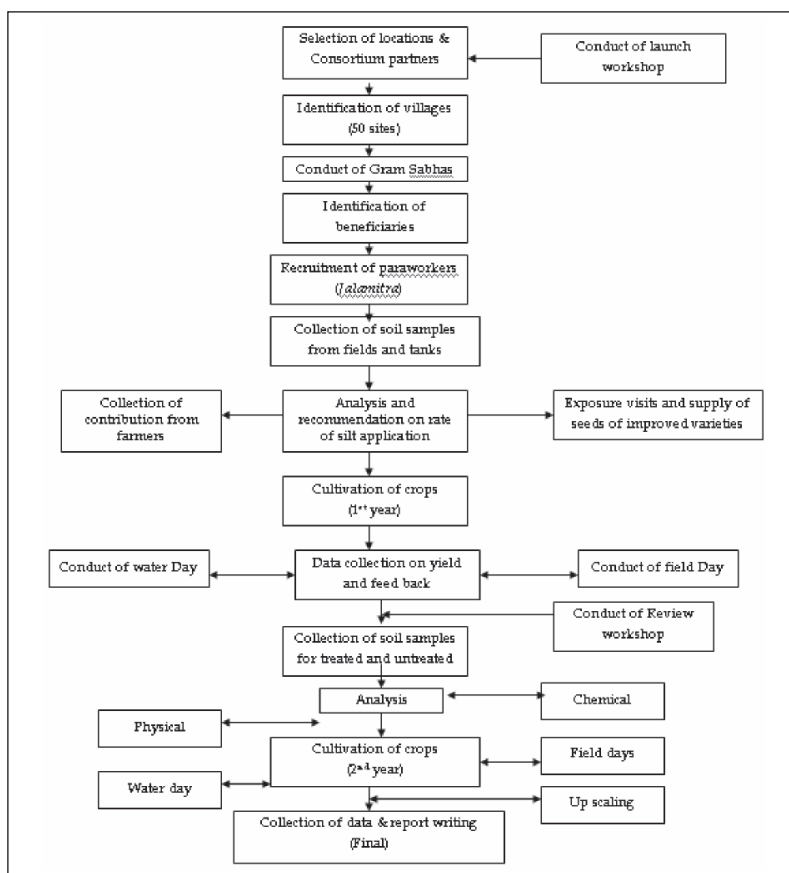 Selection of locations &
Consortium partners
Conduct of launch
workshop
Identification of villages
(50 sites)
Conduct of Gram Sabhas
Identification of
beneficiaries
Recruitment of paraworkers
(Jalamitra)
Collection of soil samples
from fields and tanks
Collection of
contribution from
farmers
Analysis and
recommendation on rate
of silt application
Exposure visits and supply of
seeds of improved varieties
Cultivation of crops
(1st year)
Conduct of water Day
Data collection on yield
and feed back
Conduct of field Day
Conduct of Review
workshop
Collection of soil samples
for treated and untreated
Analysis
Chemical
Physical
Cultivation of crops
(2nd year)
Field days
Water day
Up scaling
Collection of data & report writing
(Final)